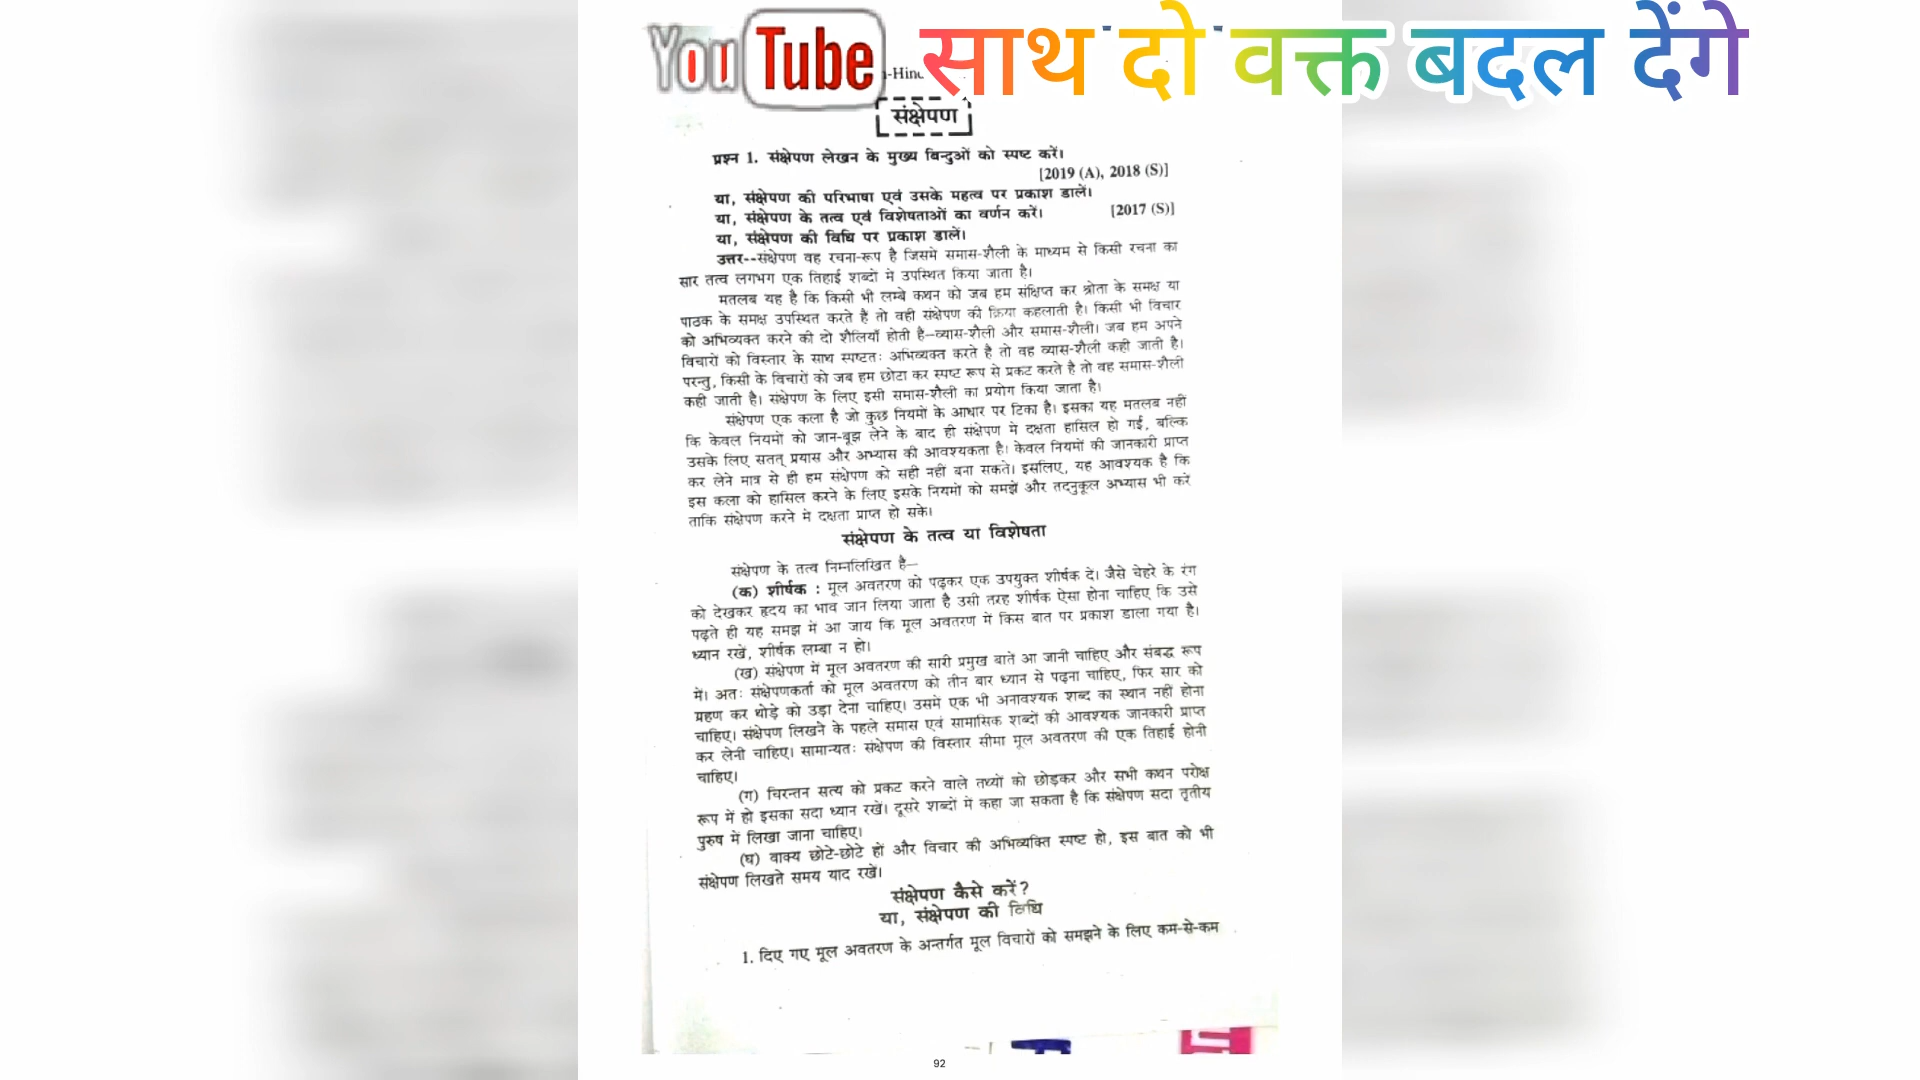 YouTube साथ दो वक्त बदल देंगे
संक्षेपण
प्रश्न 1. संक्षेपण लेखन के मुख्य बिन्दुओं को स्पष्ट करें।
[2019 (A), 2018 (S)]
या, संक्षेपण की परिभाषा एवं उसके महत्व पर प्रकाश डालें।
या, संक्षेपण के तत्व एवं विशेषताओं का वर्णन करें। [2017 (S)]
या, संक्षेपण की विधि पर प्रकाश डालें।
उत्तर--संक्षेपण वह रचना-रूप है जिसमे समास-शैली के माध्यम से किसी रचना का
सार तत्व लगभग एक तिहाई शब्दों मे उपस्थित किया जाता है।
मतलब यह है कि किसी भी लम्बे कथन को जब हम संक्षिप्त कर श्रोता के समक्ष या
पाठक के समक्ष उपस्थित करते है तो वही संक्षेपण की क्रिया कहलाती है। किसी भी विचार
को अभिव्यक्त करने की दो शैलियाँ होती है—व्यास-शैली और समास-शैली। जब हम अपने
विचारों को विस्तार के साथ स्पष्टतः अभिव्यक्त करते है तो वह व्यास-शैली कही जाती है।
परन्तु, किसी के विचारों को जब हम छोटा कर स्पष्ट रूप से प्रकट करते है तो वह समास-शैली
कही जाती है। संक्षेपण के लिए इसी समास-शैली का प्रयोग किया जाता है।
संक्षेपण एक कला है जो कुछ नियमों के आधार पर टिका है। इसका यह मतलब नहीं
कि केवल नियमों को जान-बूझ लेने के बाद ही संक्षेपण मे दक्षता हासिल हो गई, बल्कि
उसके लिए सतत् प्रयास और अभ्यास की आवश्यकता है। केवल नियमों की जानकारी प्राप्त
कर लेने मात्र से ही हम संक्षेपण को सही नहीं बना सकते। इसलिए, यह आवश्यक है कि
इस कला को हासिल करने के लिए इसके नियमों को समझें और तद्नुकूल अभ्यास भी करें
ताकि संक्षेपण करने मे दक्षता प्राप्त हो सके।
संक्षेपण के तत्व या विशेषता
संक्षेपण के तत्व निम्नलिखित है—
(क) शीर्षक : मूल अवतरण को पढ़कर एक उपयुक्त शीर्षक दें। जैसे चेहरे के रंग
को देखकर हृदय का भाव जान लिया जाता है उसी तरह शीर्षक ऐसा होना चाहिए कि उसे
पढ़ते ही यह समझ में आ जाय कि मूल अवतरण में किस बात पर प्रकाश डाला गया है।
ध्यान रखें, शीर्षक लम्बा न हो।
(ख) संक्षेपण में मूल अवतरण की सारी प्रमुख बाते आ जानी चाहिए और संबद्ध रूप
में। अतः संक्षेपणकर्ता को मूल अवतरण को तीन बार ध्यान से पढ़ना चाहिए, फिर सार को
ग्रहण कर थोड़े को उड़ा देना चाहिए। उसमें एक भी अनावश्यक शब्द का स्थान नहीं होना
चाहिए। संक्षेपण लिखने के पहले समास एवं सामासिक शब्दों की आवश्यक जानकारी प्राप्त
कर लेनी चाहिए। सामान्यतः संक्षेपण की विस्तार सीमा मूल अवतरण की एक तिहाई होनी
चाहिए।
(ग) चिरन्तन सत्य को प्रकट करने वाले तथ्यों को छोड़कर और सभी कथन परोक्ष
रूप में हो इसका सदा ध्यान रखें। दूसरे शब्दों मे कहा जा सकता है कि संक्षेपण सदा तृतीय
पुरुष में लिखा जाना चाहिए।
(घ) वाक्य छोटे-छोटे हों और विचार की अभिव्यक्ति स्पष्ट हो, इस बात को भी
संक्षेपण लिखते समय याद रखें।
संक्षेपण कैसे करें?
या, संक्षेपण की विधि
1. दिए गए मूल अवतरण के अन्तर्गत मूल विचारों को समझने के लिए कम-से-कम
92